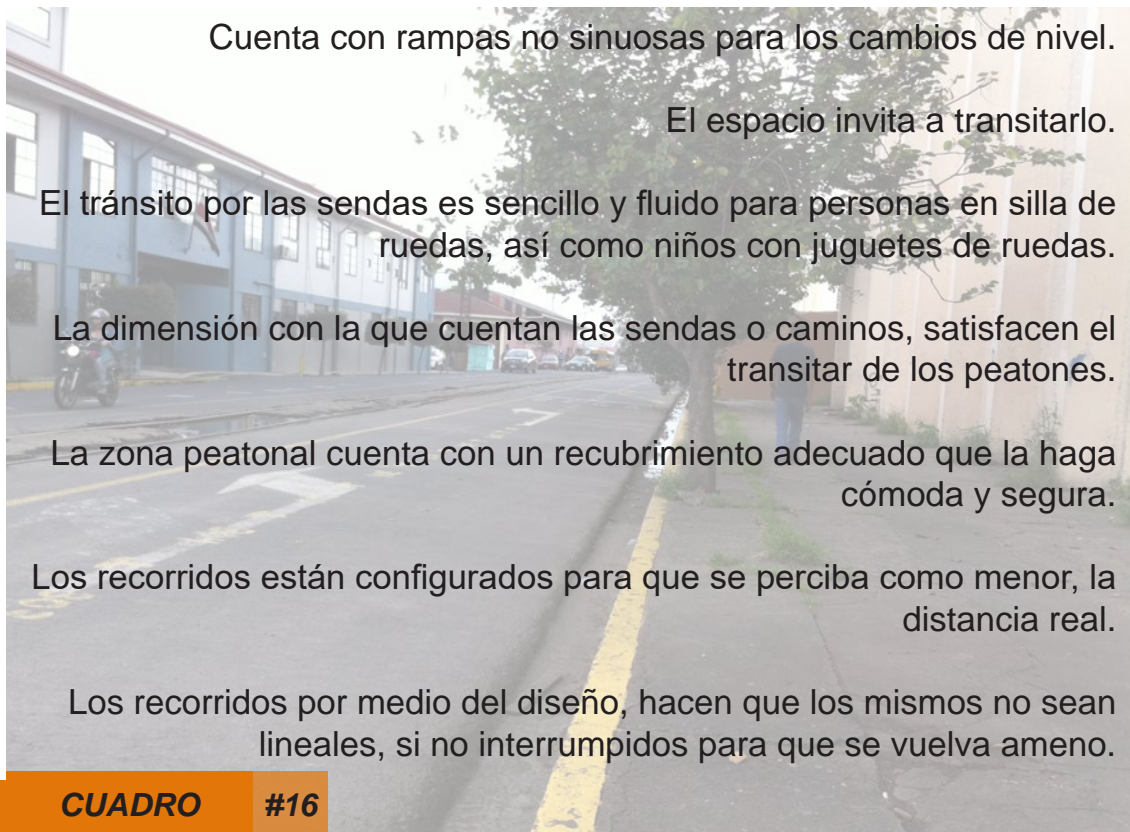 Cuenta con rampas no sinuosas para los cambios de nivel.
El espacio invita a transitarlo.
El tránsito por las sendas es sencillo y fluido para personas en silla de
ruedas, así como niños con juguetes de ruedas.
La dimensión con la que cuentan las sendas o caminos, satisfacen el
transitar de los peatones.
La zona peatonal cuenta con un recubrimiento adecuado que la haga
cómoda y segura.
Los recorridos están configurados para que se perciba como menor, la
distancia real.
Los recorridos por medio del diseño, hacen que los mismos no sean
lineales, si no interrumpidos para que se vuelva ameno.
CUADRO #16